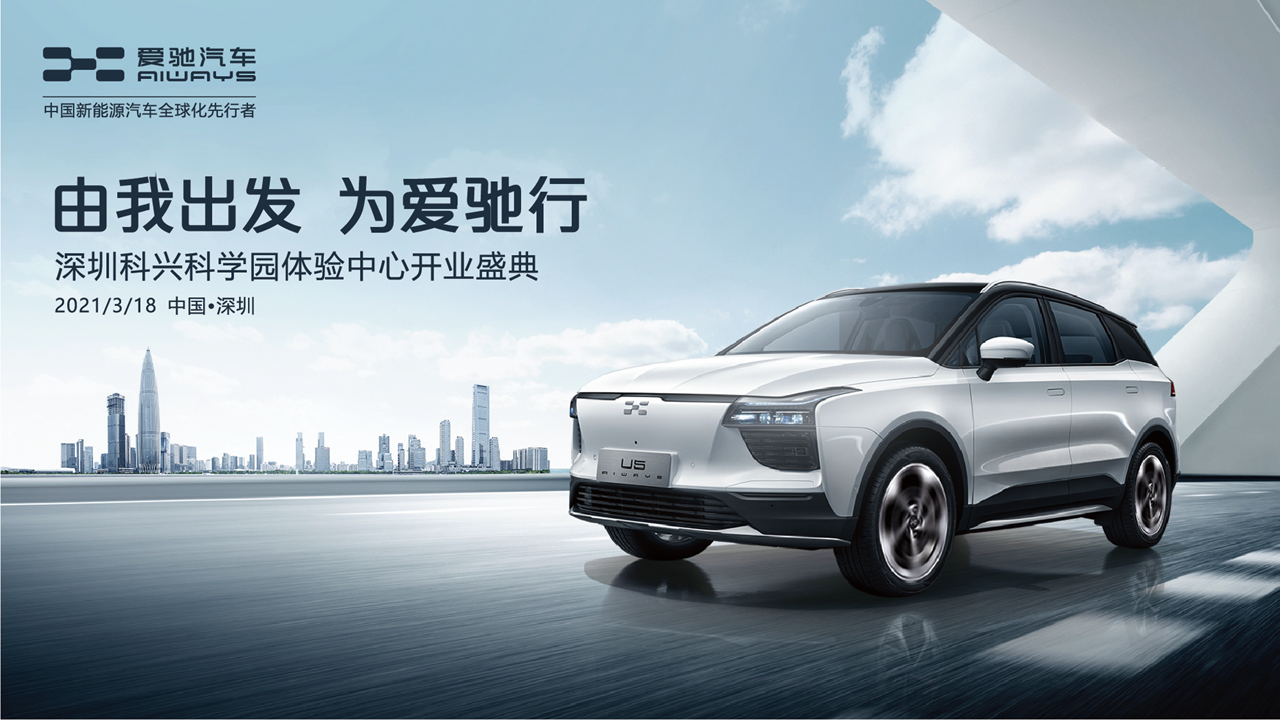 爱驰汽车
AIWAYS
中国新能源汽车全球化先行者
由我出发 为爱驰行
深圳科兴科学园体验中心开业盛典
2021/3/18 中国•深圳
U5
AIWAYS